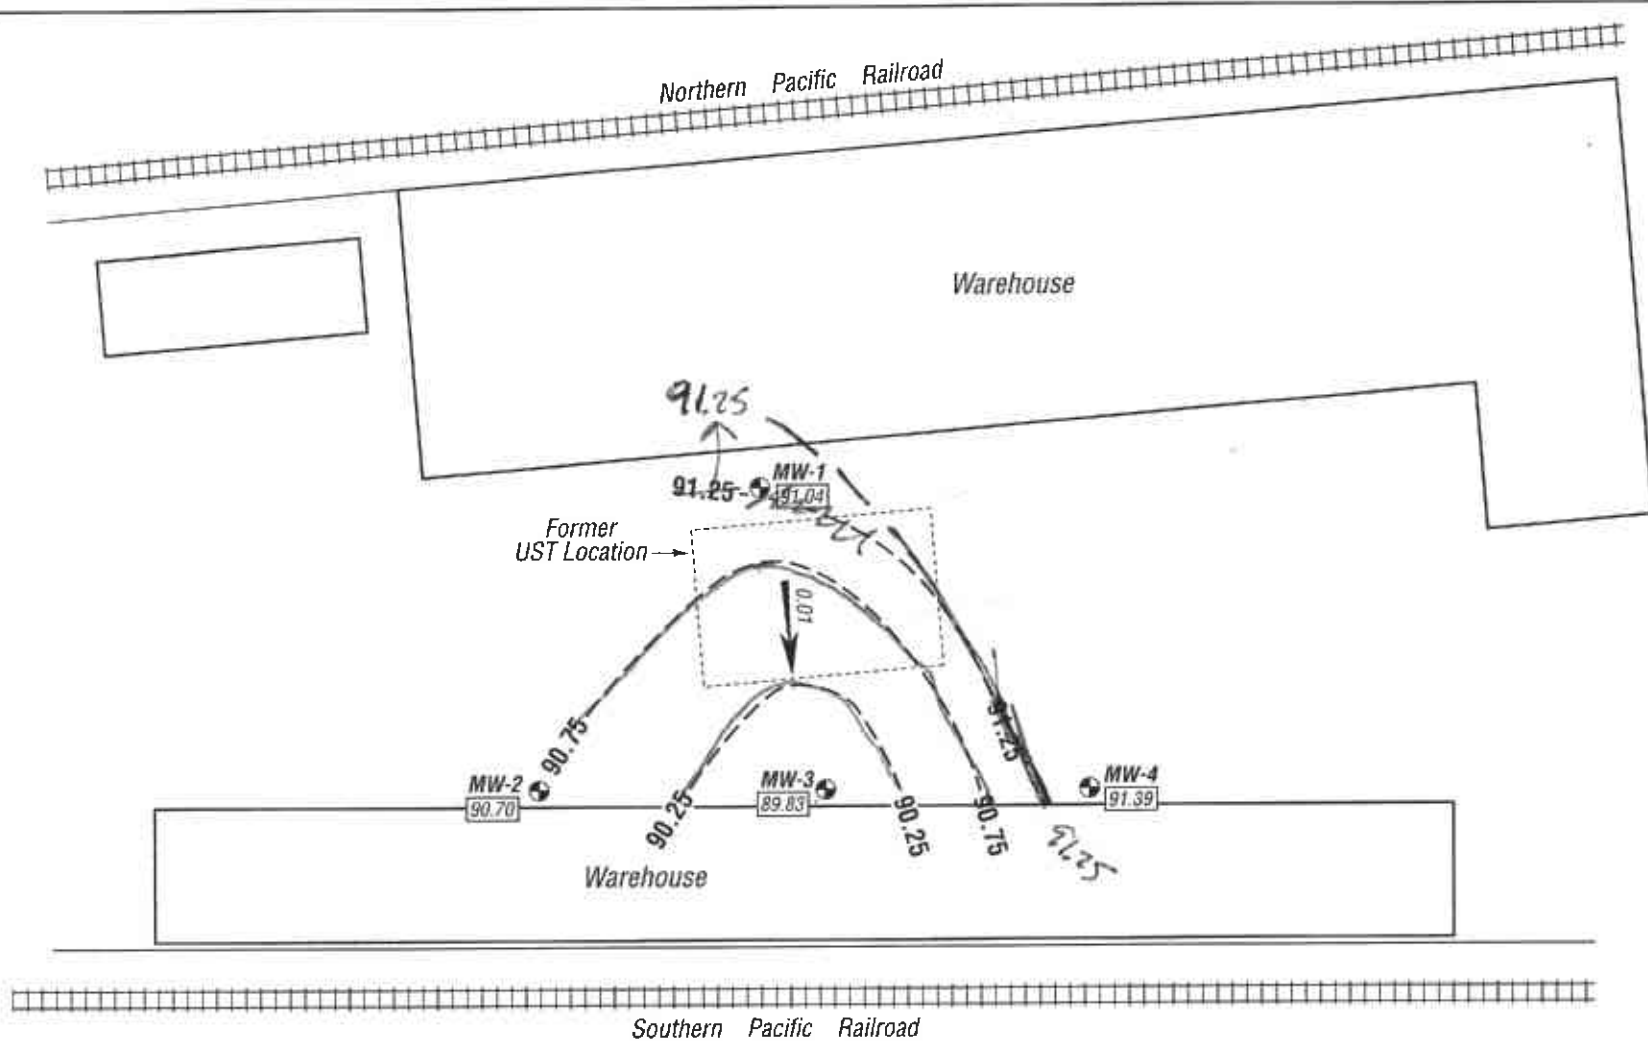 Northern Pacific Railroad
Warehouse
91.25
MW-1
91.25
91.04
Former
UST Location
0.01
90.75
91.25
MW-2
90.70
MW-3
89.83
MW-4
91.39
90.25
90.25
90.75
91.25
Warehouse
Southern Pacific Railroad